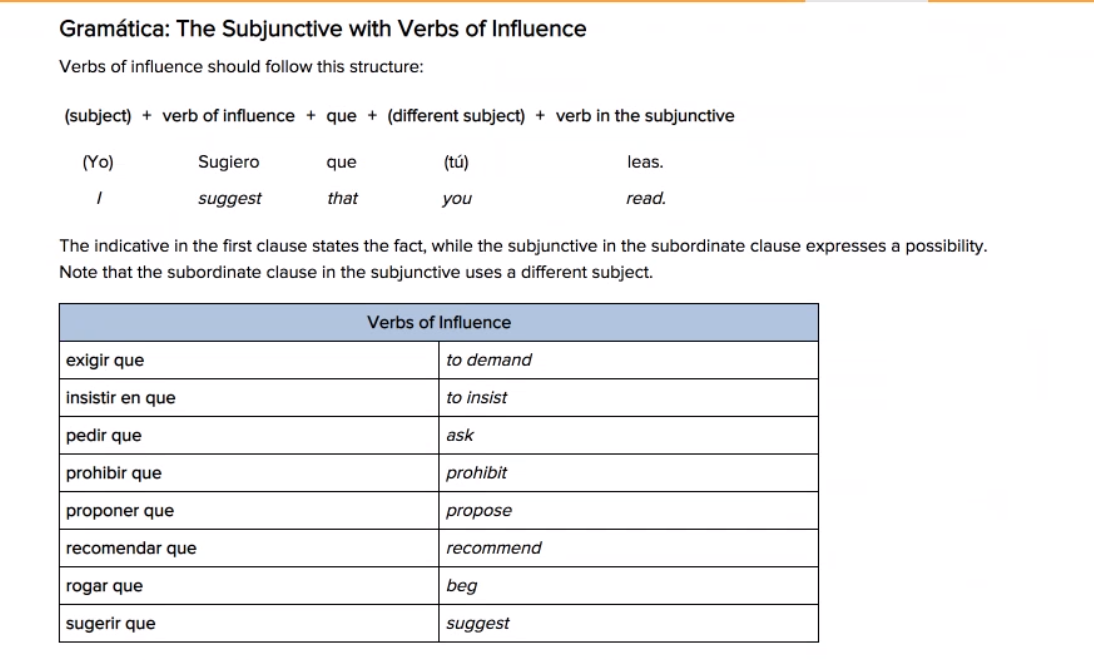 Gramática: The Subjunctive with Verbs of Influence
Verbs of influence should follow this structure:
(subject) + verb of influence + que + (different subject) + verb in the subjunctive
(Yo) Sugiero que (tú) leas.
I suggest that you read.
The indicative in the first clause states the fact, while the subjunctive in the subordinate clause expresses a possibility.
Note that the subordinate clause in the subjunctive uses a different subject.
Verbs of Influence
exigir que to demand
insistir en que to insist
pedir que ask
prohibir que prohibit
proponer que propose
recomendar que recommend
rogar que beg
sugerir que suggest